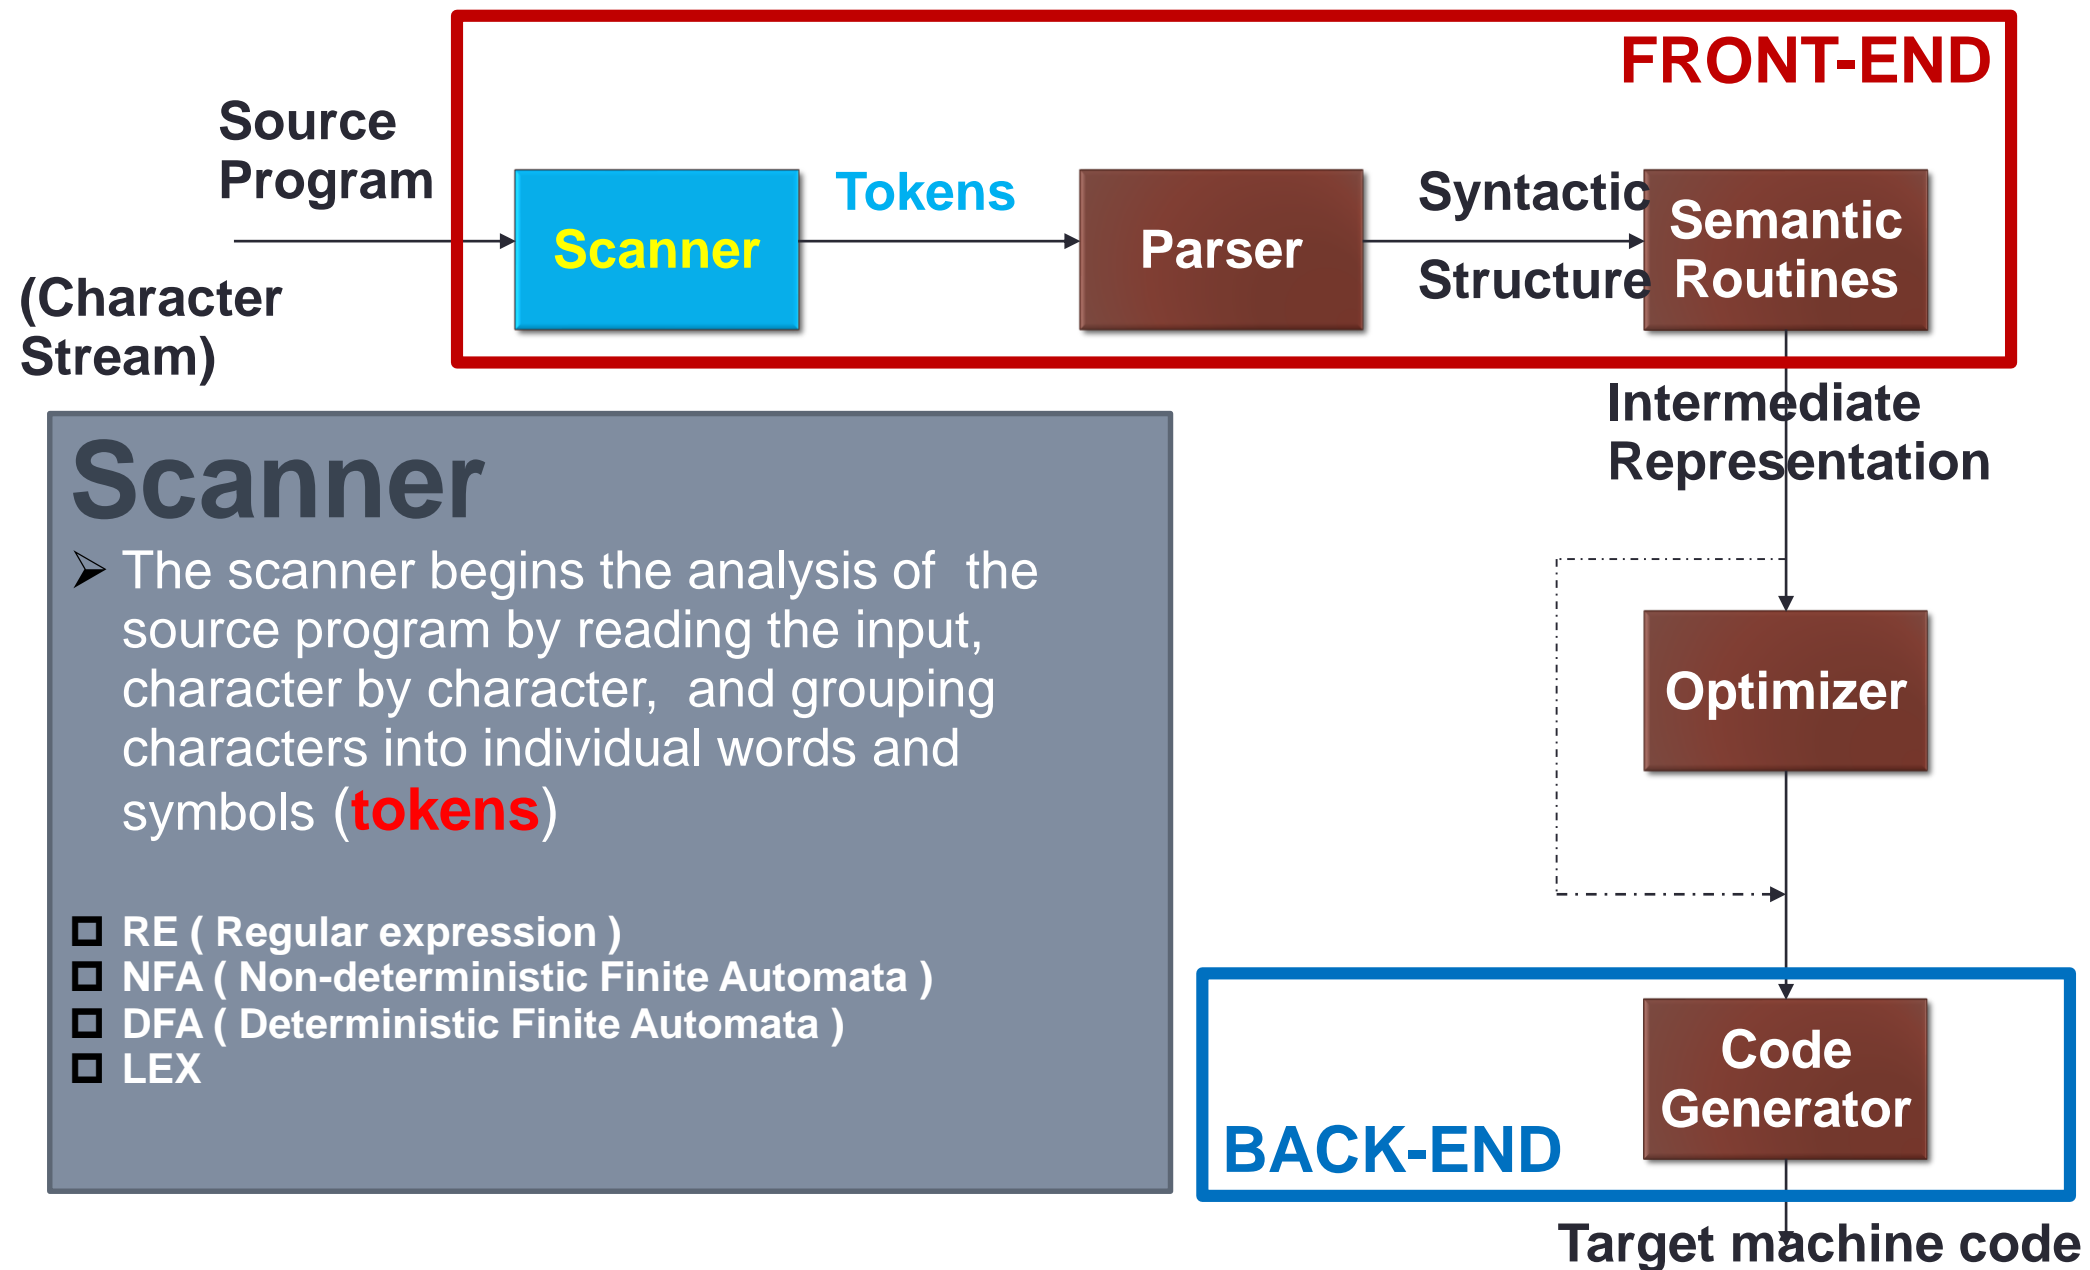 FRONT-END
Source
Program
(Character
Stream)
Scanner
Tokens
Parser
Syntactic
Structure
Semantic
Routines
Intermediate
Representation
Optimizer
Code
Generator
BACK-END
Target machine code
Scanner
The scanner begins the analysis of the
source program by reading the input,
character by character, and grouping
characters into individual words and
symbols (tokens)
RE ( Regular expression )
NFA ( Non-deterministic Finite Automata )
DFA ( Deterministic Finite Automata )
LEX